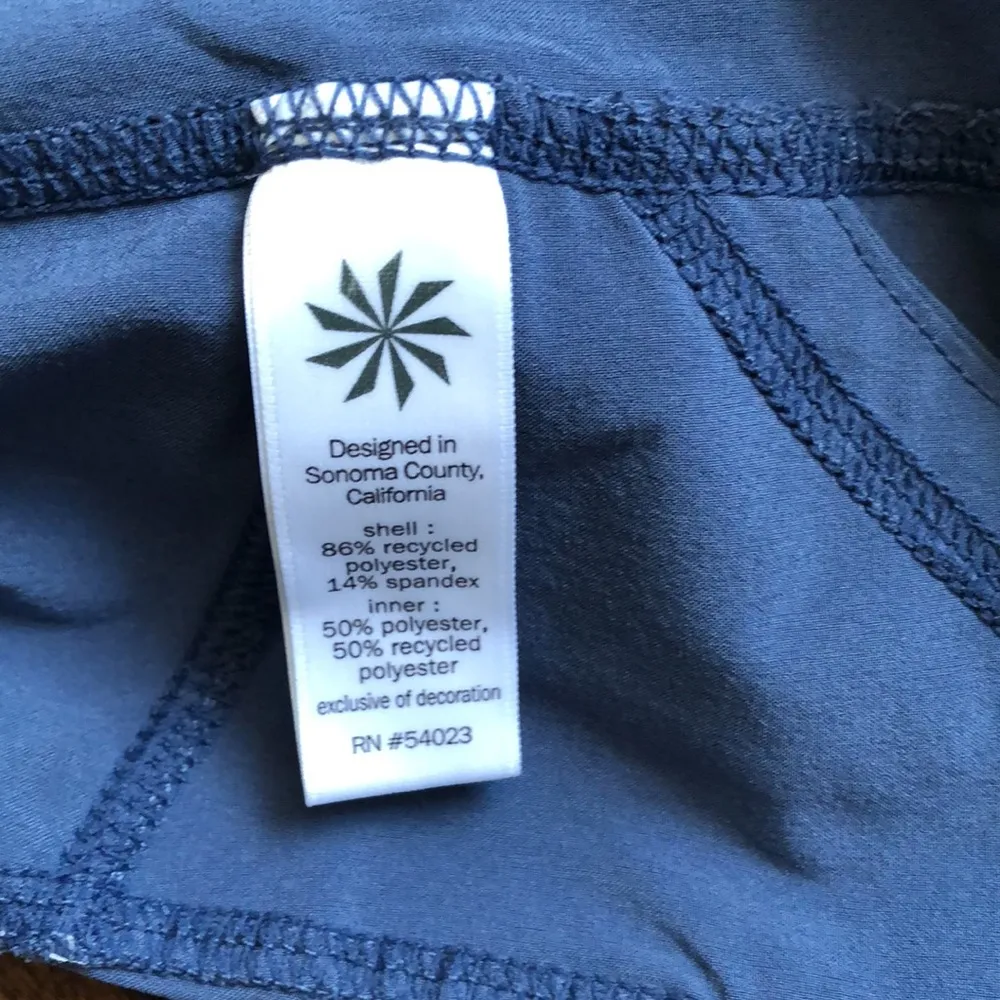 Designed in
Sonoma County,
California
shell :
86% recycled
polyester,
14% spandex
inner :
50% polyester,
50% recycled
polyester
exclusive of decoration
RN #54023